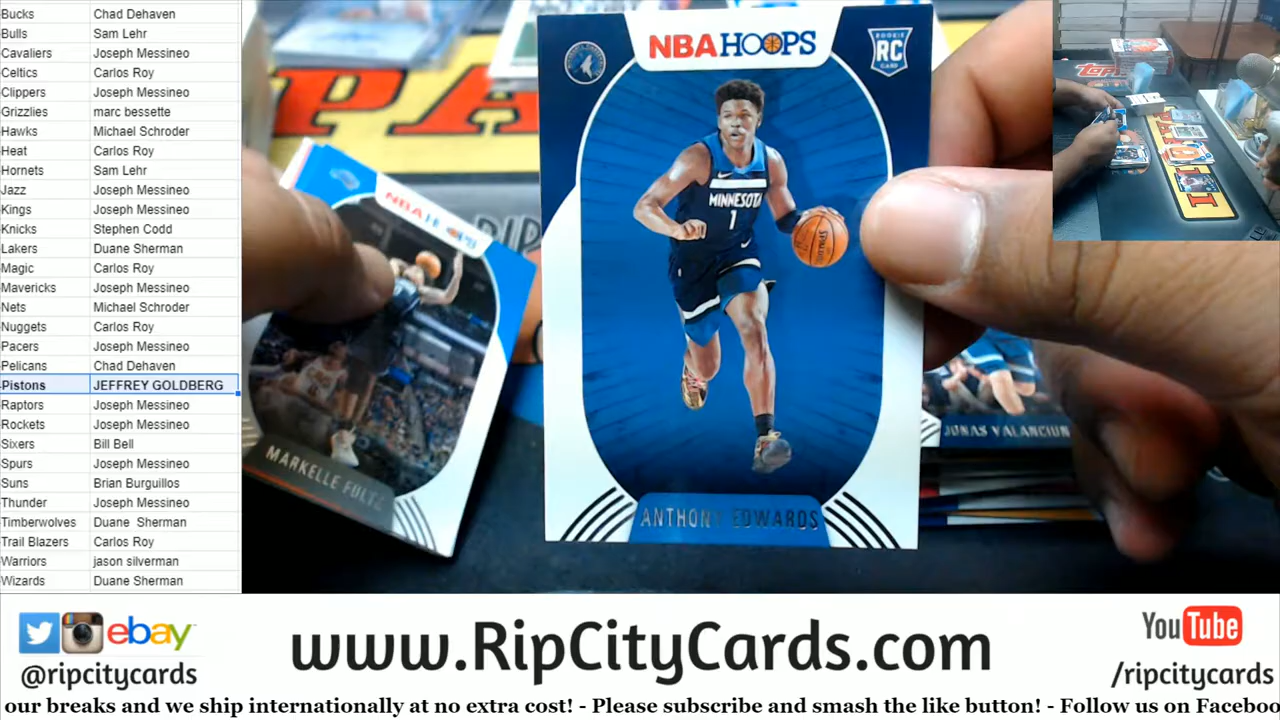 Bucks Chad Dehaven
Bulls Sam Lehr
Cavaliers Joseph Messineo
Celtics Carlos Roy
Clippers Joseph Messineo
Grizzlies marc bessette
Hawks Michael Schroder
Heat Carlos Roy
Hornets Sam Lehr
Jazz Joseph Messineo
Kings Joseph Messineo
Knicks Stephen Codd
Lakers Duane Sherman
Magic Carlos Roy
Mavericks Joseph Messineo
Nets Michael Schroder
Nuggets Carlos Roy
Pacers Joseph Messineo
Pelicans Chad Dehaven
Pistons JEFFREY GOLDBERG
Raptors Joseph Messineo
Rockets Joseph Messineo
Sixers Bill Bell
Spurs Joseph Messineo
Suns Brian Burguillos
Thunder Joseph Messineo
Timberwolves Duane Sherman
Trail Blazers Carlos Roy
Warriors jason silverman
Wizards Duane Sherman
PA
NBA HOOPS
ROOKIE
RC
CARD
MINNESOTA
1
SPALDING
ANTHONY EDWARDS
NBA HOOPS
RIP
MARKELLE FULTZ
JONAS VALANCIUN
Topps
ebay
@ripcitycards
www.RipCityCards.com
YouTube
/ripcitycards
our breaks and we ship internationally at no extra cost! - Please subscribe and smash the like button! - Follow us on Faceboo